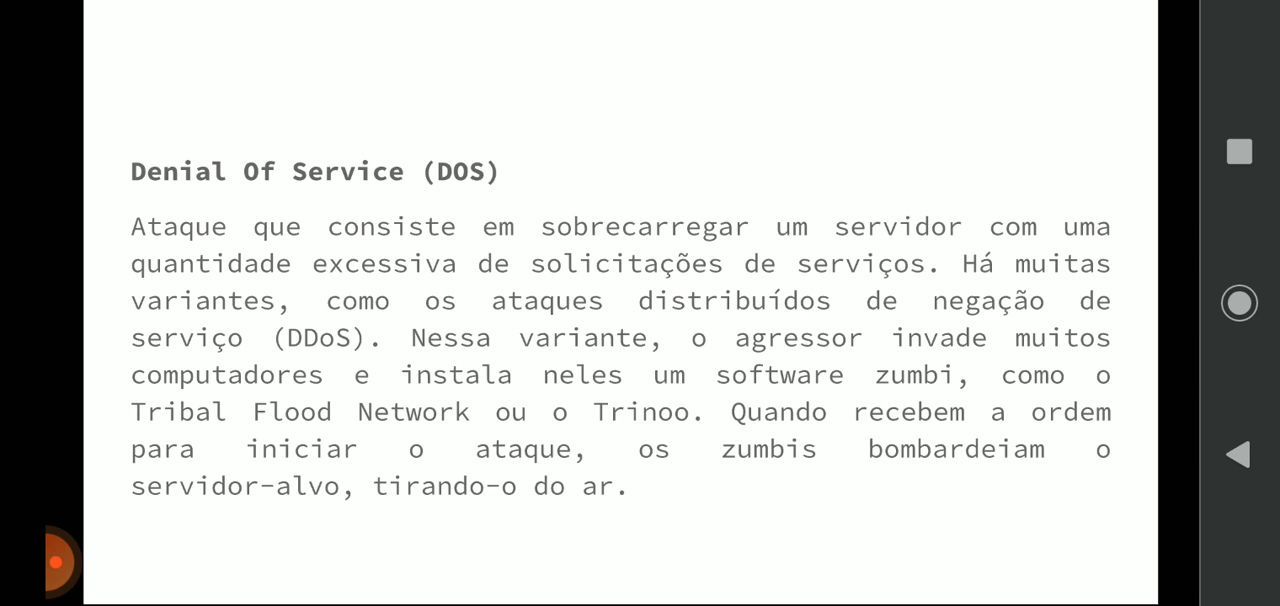 Denial Of Service (DOS)
Ataque que consiste em sobrecarregar um servidor com uma
quantidade excessiva de solicitações de serviços. Há muitas
variantes, como os ataques distribuídos de negação de
serviço (DDoS). Nessa variante, o agressor invade muitos
computadores e instala neles um software zumbi, como o
Tribal Flood Network ou o Trinoo. Quando recebem a ordem
para iniciar o ataque, os zumbis bombardeiam o
servidor-alvo, tirando-o do ar.